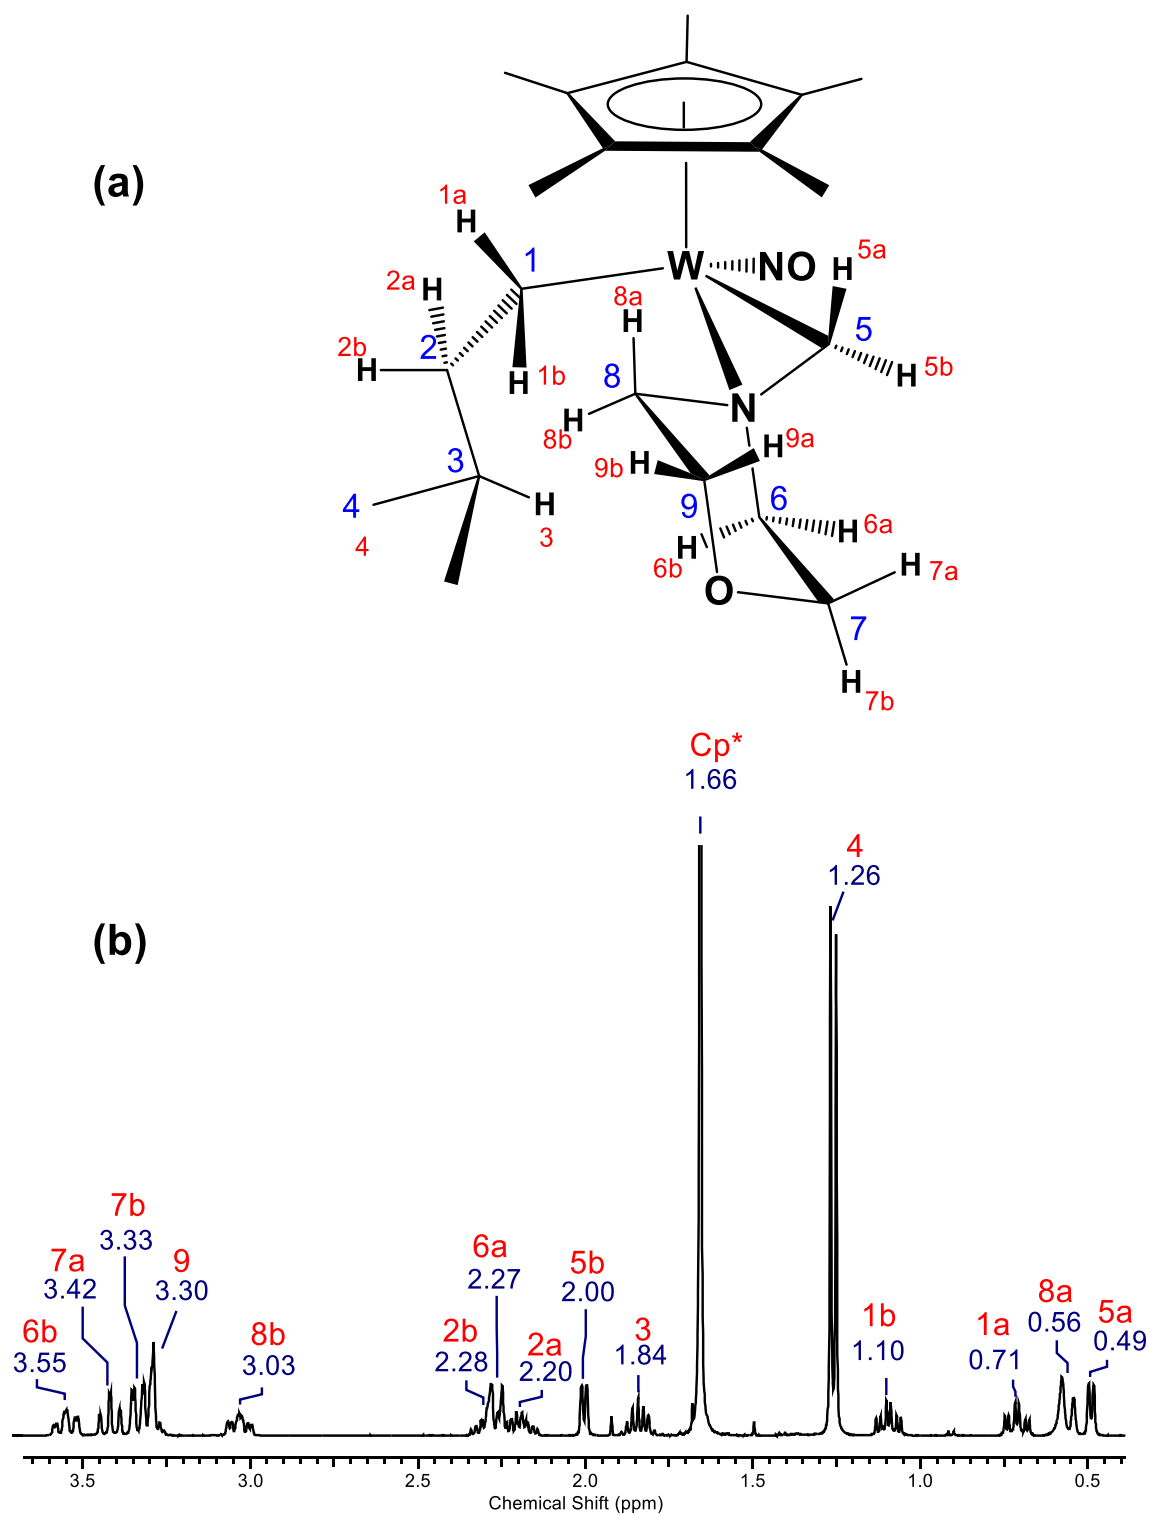 (a)
1a
H
1
2a
H
W
NO
H
5a
8a
H
2b
H
2
5
H
5b
H
1b
8
N
H
8b
H
9a
9b
H
3
4
H
3
4
9
6
H
6a
H
6b
O
H
7a
7
H
7b
Cp*
1.66
4
1.26
(b)
7b
3.33
7a
3.42
9
3.30
6b
3.55
8b
3.03
6a
2.27
2b
2.28
2a
2.20
5b
2.00
3
1.84
1b
1.10
1a
0.71
8a
0.56
5a
0.49
3.5 3.0 2.5 2.0 1.5 1.0 0.5
Chemical Shift (ppm)